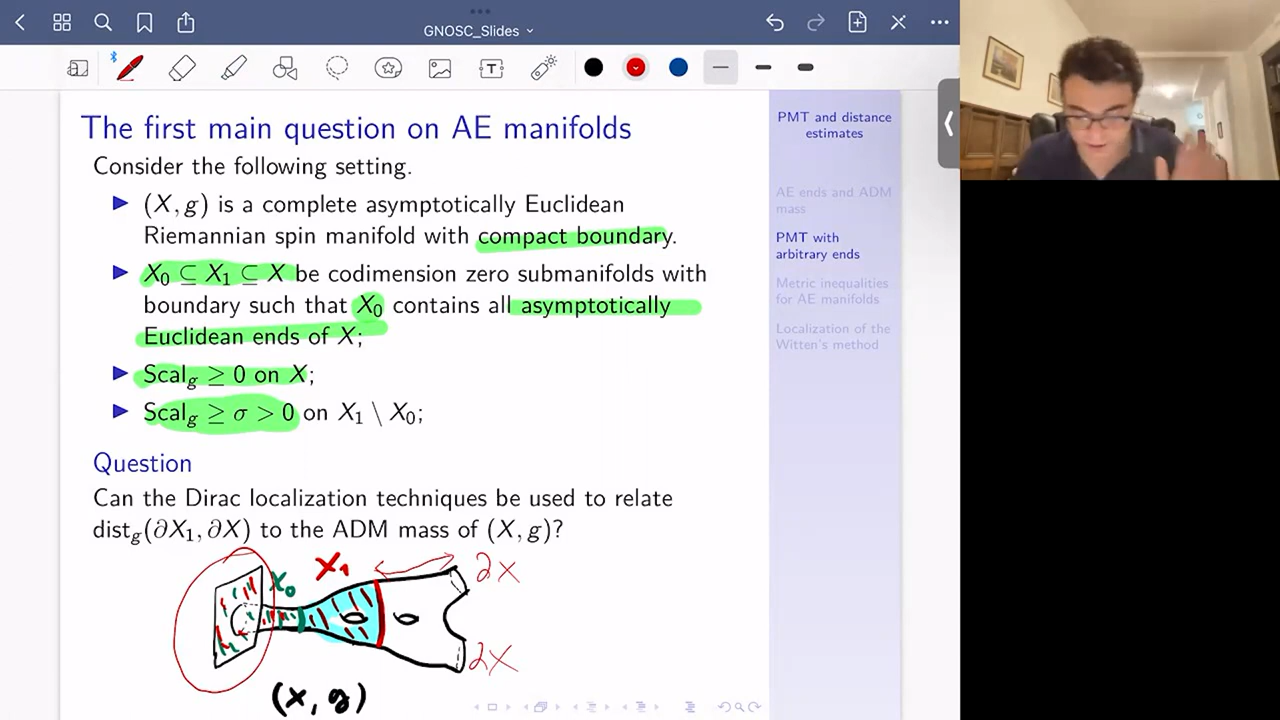 GNOSC_Slides
The first main question on AE manifolds
Consider the following setting.
(X, g) is a complete asymptotically Euclidean
Riemannian spin manifold with compact boundary.
X₀ ⊆ X₁ ⊆ X be codimension zero submanifolds with
boundary such that X₀ contains all asymptotically
Euclidean ends of X;
Scal_g ≥ 0 on X;
Scal_g ≥ σ > 0 on X₁ \ X₀;
Question
Can the Dirac localization techniques be used to relate
dist_g(∂X₁, ∂X) to the ADM mass of (X, g)?
X₀
X₁
∂X
∂X
(X, g)
PMT and distance
estimates
AE ends and ADM
mass
PMT with
arbitrary ends
Metric inequalities
for AE manifolds
Localization of the
Witten's method